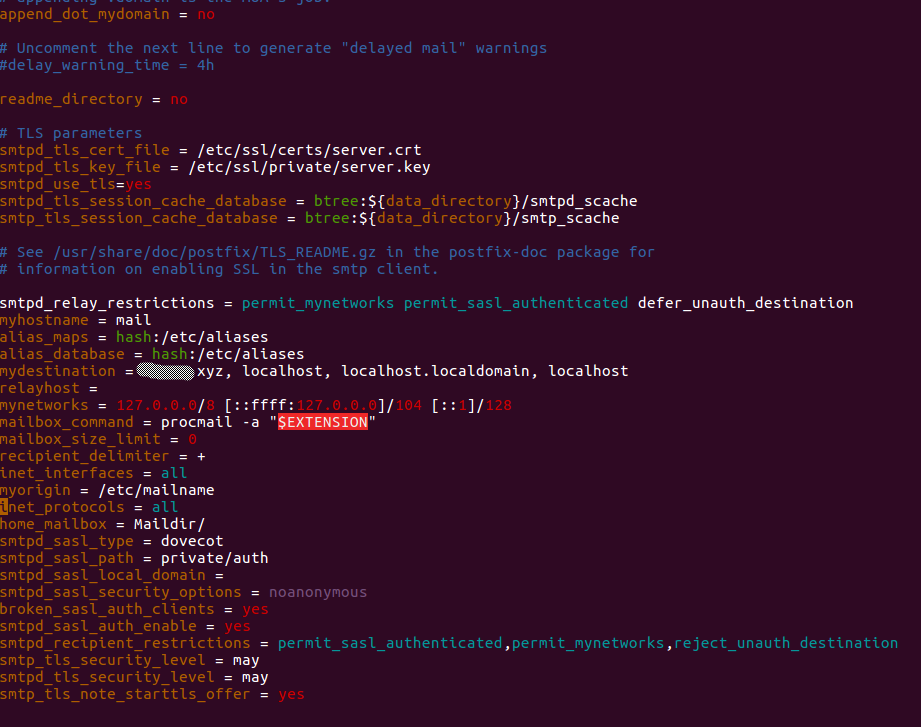 # appending .domain is the MUA's job.
append_dot_mydomain = no
# Uncomment the next line to generate "delayed mail" warnings
#delay_warning_time = 4h
readme_directory = no
# TLS parameters
smtpd_tls_cert_file = /etc/ssl/certs/server.crt
smtpd_tls_key_file = /etc/ssl/private/server.key
smtpd_use_tls=yes
smtpd_tls_session_cache_database = btree:${data_directory}/smtpd_scache
smtp_tls_session_cache_database = btree:${data_directory}/smtp_scache
# See /usr/share/doc/postfix/TLS_README.gz in the postfix-doc package for
# information on enabling SSL in the smtp client.
smtpd_relay_restrictions = permit_mynetworks permit_sasl_authenticated defer_unauth_destination
myhostname = mail
alias_maps = hash:/etc/aliases
alias_database = hash:/etc/aliases
mydestination = xyz, localhost, localhost.localdomain, localhost
relayhost =
mynetworks = 127.0.0.0/8 [::ffff:127.0.0.0]/104 [::1]/128
mailbox_command = procmail -a "$EXTENSION"
mailbox_size_limit = 0
recipient_delimiter = +
inet_interfaces = all
myorigin = /etc/mailname
inet_protocols = all
home_mailbox = Maildir/
smtpd_sasl_type = dovecot
smtpd_sasl_path = private/auth
smtpd_sasl_local_domain =
smtpd_sasl_security_options = noanonymous
broken_sasl_auth_clients = yes
smtpd_sasl_auth_enable = yes
smtpd_recipient_restrictions = permit_sasl_authenticated,permit_mynetworks,reject_unauth_destination
smtp_tls_security_level = may
smtpd_tls_security_level = may
smtp_tls_note_starttls_offer = yes